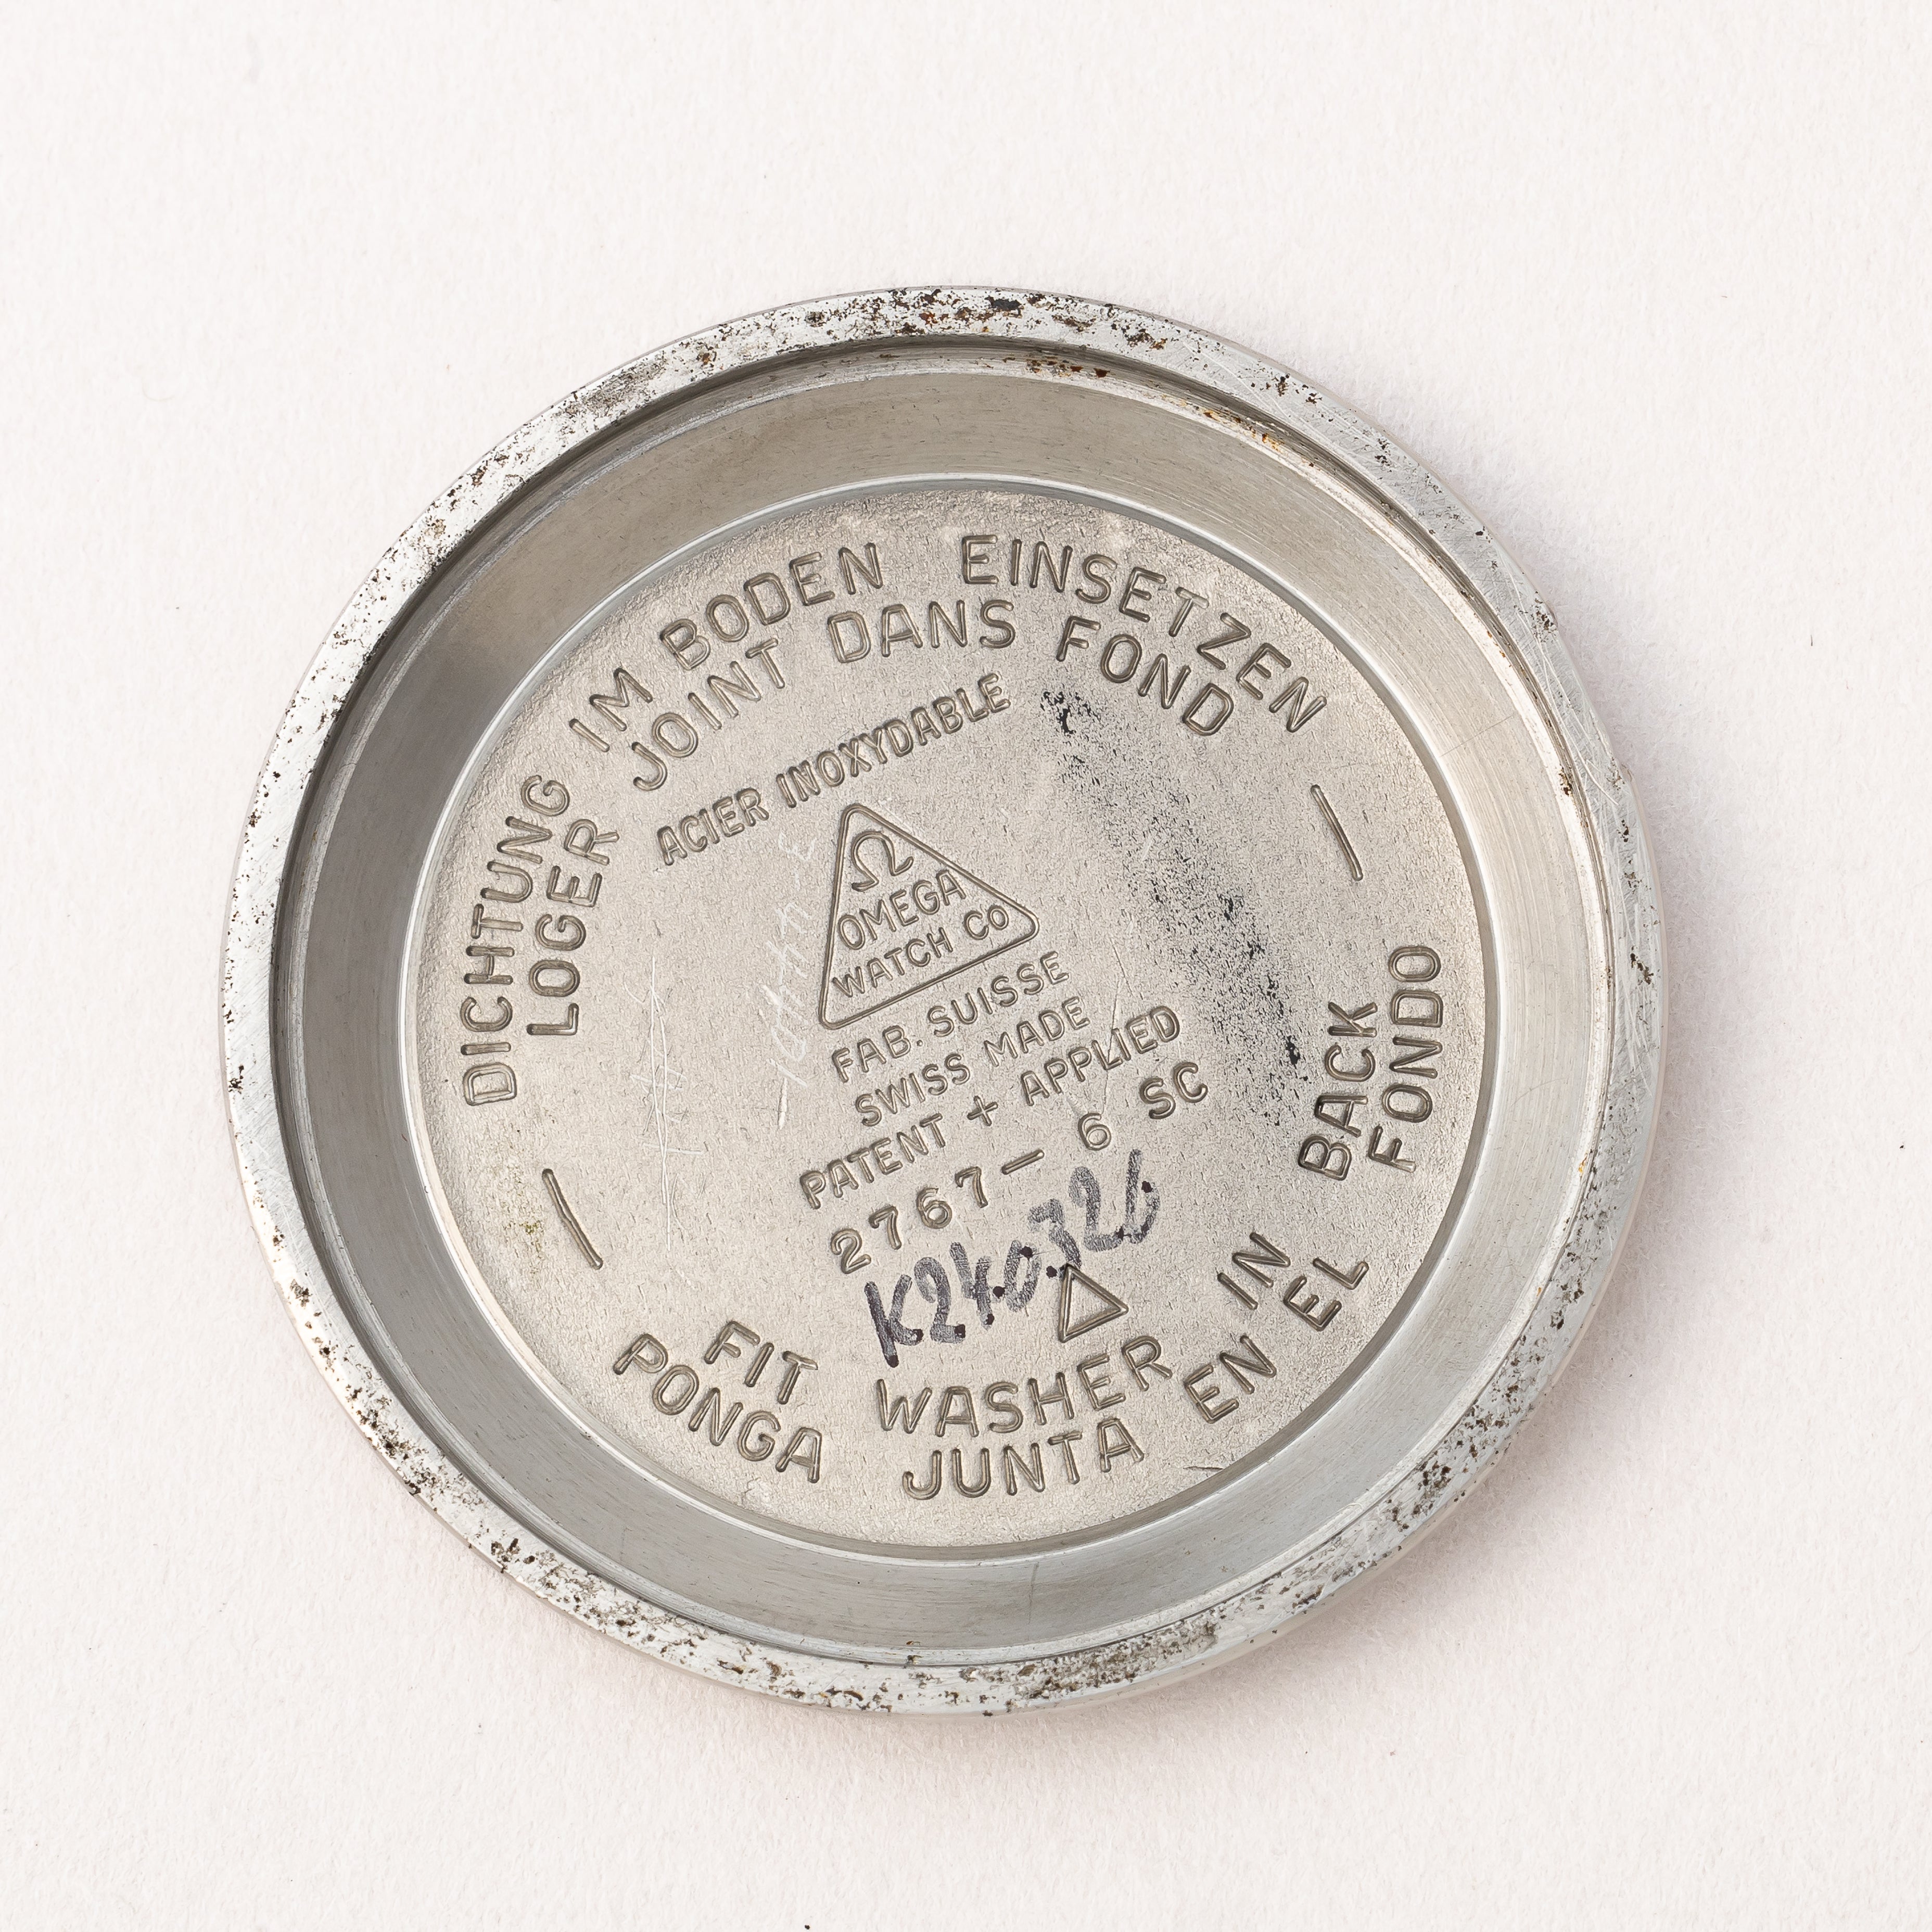 DICHTUNG IM BODEN EINSETZEN
LOGER JOINT DANS FOND
ACIER INOXYDABLE
Ω
OMEGA
WATCH CO
FAB. SUISSE
SWISS MADE
PATENT + APPLIED
2767 — 6 SC
K240326
FIT WASHER IN BACK
PONGA JUNTA EN EL FONDO